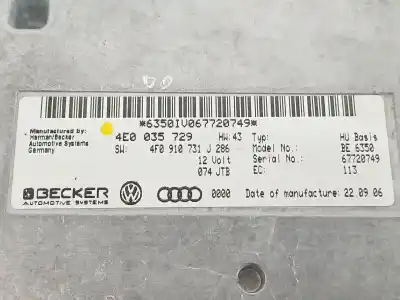 *6350IV067720749*
Manufactured by:
Harman/Becker
Automotive Systems
Germany
4E0 035 729 HW: 43 Typ: HU Basis
SW: 4F0 910 731 J 286 Model No.: BE 6350
12 Volt Serial No.: 67720749
074 JTB EC: 113
BECKER
AUTOMOTIVE SYSTEMS
0000 Date of manufacture: 22.09.06